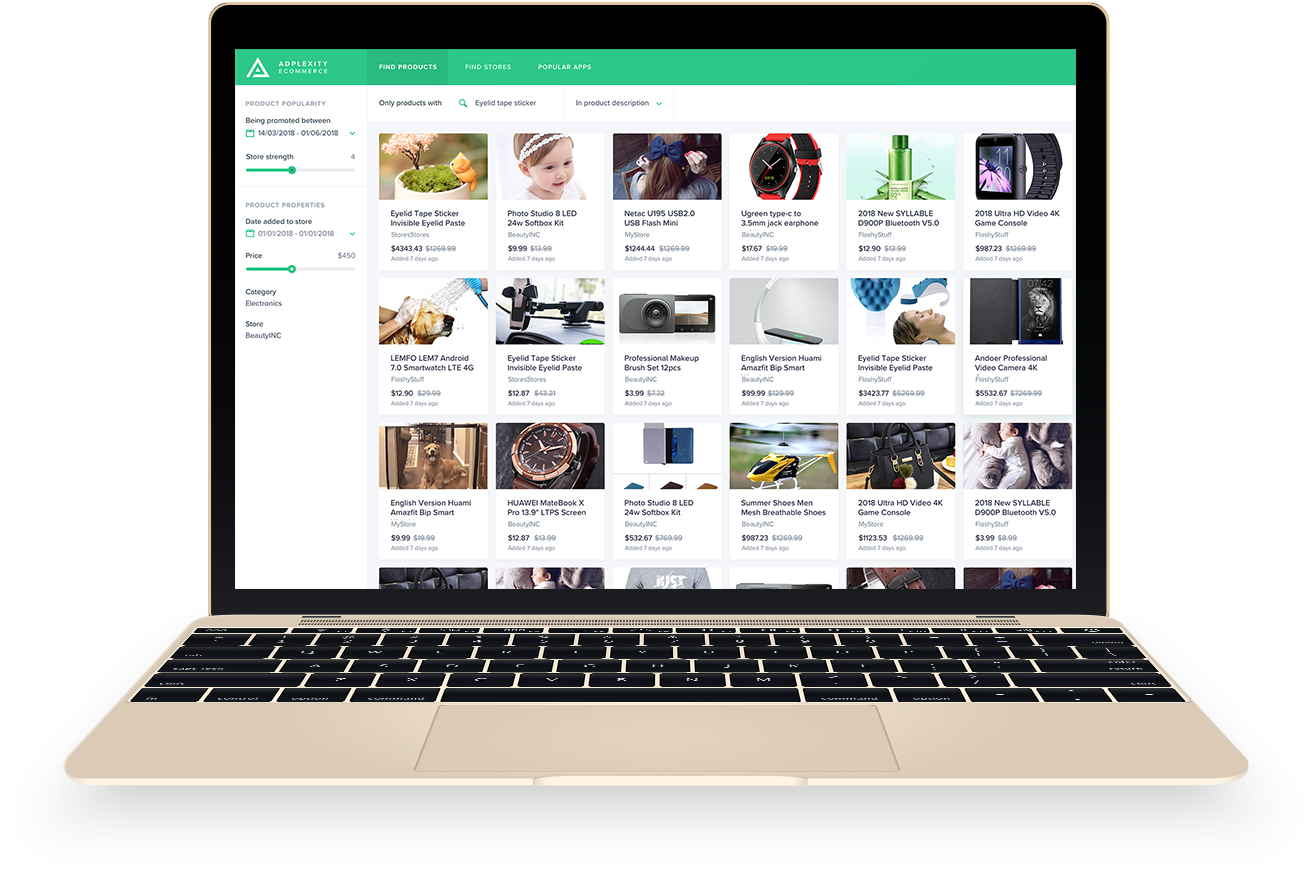 ADPLEXITY
ECOMMERCE
FIND PRODUCTS
FIND STORES
POPULAR APPS
PRODUCT POPULARITY
Being promoted between
14/03/2018 - 01/06/2018
Store strength 4
PRODUCT PROPERTIES
Date added to store
01/01/2018 - 01/01/2018
Price $450
Category
Electronics
Store
BeautyINC
Only products with
Eyelid tape sticker
In product description
Eyelid Tape Sticker
Invisible Eyelid Paste
StoresStores
$4343.43 $1269.99
Added 7 days ago
Photo Studio 8 LED
24w Softbox Kit
BeautyINC
$9.99 $13.99
Added 7 days ago
Netac U195 USB2.0
USB Flash Mini
MyStore
$1244.44 $1269.99
Added 7 days ago
Ugreen type-c to
3.5mm jack earphone
BeautyINC
$17.67 $19.99
Added 7 days ago
2018 New SYLLABLE
D900P Bluetooth V5.0
FlashyStuff
$12.90 $13.99
Added 7 days ago
2018 Ultra HD Video 4K
Game Console
FlashyStuff
$987.23 $1269.99
Added 7 days ago
07:42
LEMFO LEM7 Android
7.0 Smartwatch LTE 4G
FlashyStuff
$12.90 $29.99
Added 7 days ago
Eyelid Tape Sticker
Invisible Eyelid Paste
StoresStores
$12.87 $43.21
Added 7 days ago
Professional Makeup
Brush Set 12pcs
BeautyINC
$3.99 $7.32
Added 7 days ago
English Version Huami
Amazfit Bip Smart
BeautyINC
$99.99 $129.99
Added 7 days ago
Eyelid Tape Sticker
Invisible Eyelid Paste
FlashyStuff
$3423.77 $5269.99
Added 7 days ago
Andoer Professional
Video Camera 4K
FlashyStuff
$5532.67 $7269.99
Added 7 days ago
English Version Huami
Amazfit Bip Smart
MyStore
$9.99 $19.99
Added 7 days ago
HUAWEI MateBook X
Pro 13.9" LTPS Screen
BeautyINC
$12.87 $13.99
Added 7 days ago
Photo Studio 8 LED
24w Softbox Kit
BeautyINC
$532.67 $769.99
Added 7 days ago
Summer Shoes Men
Mesh Breathable Shoes
BeautyINC
$987.23 $1269.99
Added 7 days ago
2018 Ultra HD Video 4K
Game Console
MyStore
$1123.53 $1269.99
Added 7 days ago
2018 New SYLLABLE
D900P Bluetooth V5.0
FlashyStuff
$3.99 $8.99
Added 7 days ago